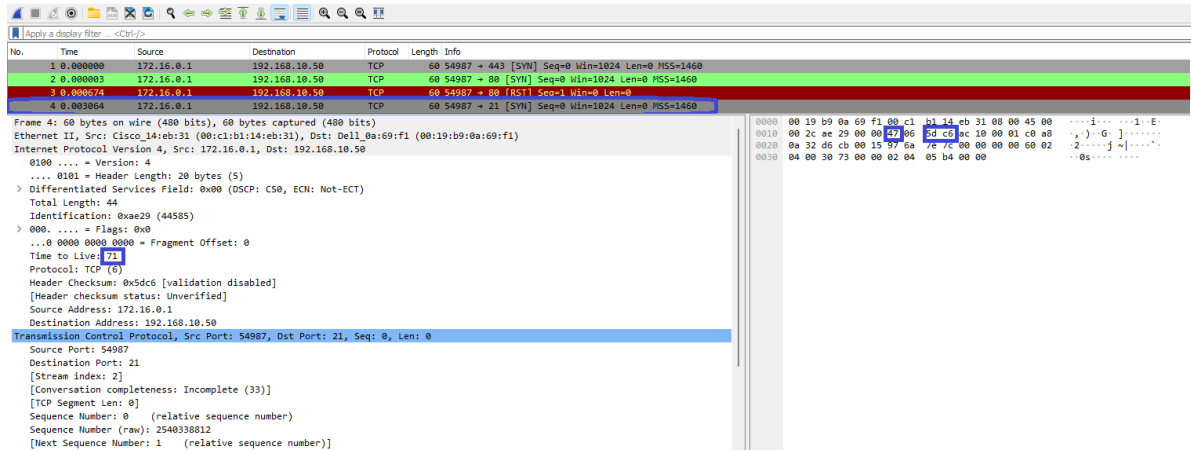 Apply a display filter ... <Ctrl-/>
No. Time Source Destination Protocol Length Info
1 0.000000 172.16.0.1 192.168.10.50 TCP 60 54987 → 443 [SYN] Seq=0 Win=1024 Len=0 MSS=1460
2 0.000003 172.16.0.1 192.168.10.50 TCP 60 54987 → 80 [SYN] Seq=0 Win=1024 Len=0 MSS=1460
3 0.000674 172.16.0.1 192.168.10.50 TCP 60 54987 → 80 [RST] Seq=1 Win=0 Len=0
4 0.003064 172.16.0.1 192.168.10.50 TCP 60 54987 → 21 [SYN] Seq=0 Win=1024 Len=0 MSS=1460
Frame 4: 60 bytes on wire (480 bits), 60 bytes captured (480 bits)
Ethernet II, Src: Cisco_14:eb:31 (00:c1:b1:14:eb:31), Dst: Dell_0a:69:f1 (00:19:b9:0a:69:f1)
Internet Protocol Version 4, Src: 172.16.0.1, Dst: 192.168.10.50
0100 .... = Version: 4
.... 0101 = Header Length: 20 bytes (5)
> Differentiated Services Field: 0x00 (DSCP: CS0, ECN: Not-ECT)
Total Length: 44
Identification: 0xae29 (44585)
> 000. .... = Flags: 0x0
...0 0000 0000 0000 = Fragment Offset: 0
Time to Live: 71
Protocol: TCP (6)
Header Checksum: 0x5dc6 [validation disabled]
[Header checksum status: Unverified]
Source Address: 172.16.0.1
Destination Address: 192.168.10.50
Transmission Control Protocol, Src Port: 54987, Dst Port: 21, Seq: 0, Len: 0
Source Port: 54987
Destination Port: 21
[Stream index: 2]
[Conversation completeness: Incomplete (33)]
[TCP Segment Len: 0]
Sequence Number: 0 (relative sequence number)
Sequence Number (raw): 2540338812
[Next Sequence Number: 1 (relative sequence number)]
0000 00 19 b9 0a 69 f1 00 c1 b1 14 eb 31 08 00 45 00 ····i··· ···1··E·
0010 00 2c ae 29 00 00 47 06 5d c6 ac 10 00 01 c0 a8 ·,·)··G· ]·······
0020 0a 32 d6 cb 00 15 97 6a 7e 7c 00 00 00 00 60 02 ·2·····j ~|····`·
0030 04 00 30 73 00 00 02 04 05 b4 00 00 ··0s···· ····